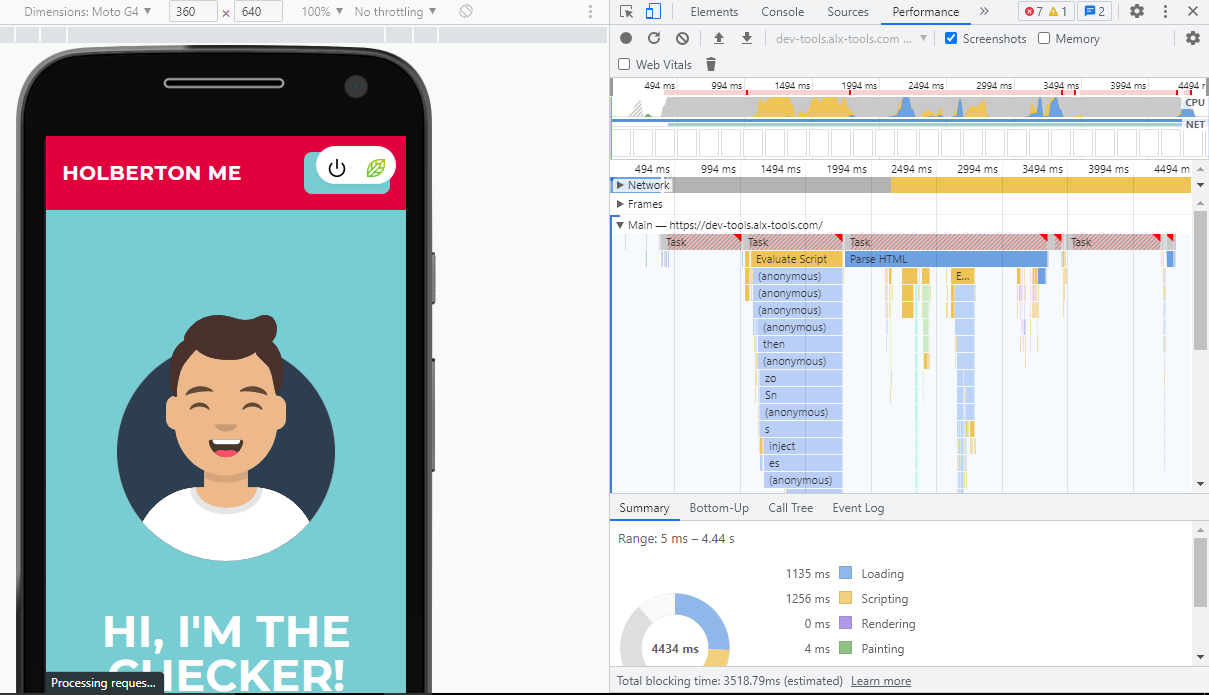 Dimensions: Moto G4 ▼ 360 × 640 100% ▼ No throttling ▼
HOLBERTON ME
HI, I'M THE
CHECKER!
Processing reques...
Elements Console Sources Performance » 7 1 2
dev-tools.alx-tools.com ... ▼ Screenshots Memory
Web Vitals
494 ms 994 ms 1494 ms 1994 ms 2494 ms 2994 ms 3494 ms 3994 ms 4494 r
CPU
NET
494 ms 994 ms 1494 ms 1994 ms 2494 ms 2994 ms 3494 ms 3994 ms 4494 m
Network
Frames
Main — https://dev-tools.alx-tools.com/
Task Task Task Task
Evaluate Script Parse HTML
(anonymous) E...
(anonymous)
(anonymous)
(anonymous)
then
(anonymous)
zo
Sn
(anonymous)
s
inject
es
(anonymous)
Summary Bottom-Up Call Tree Event Log
Range: 5 ms – 4.44 s
1135 ms Loading
1256 ms Scripting
0 ms Rendering
4 ms Painting
4434 ms
Total blocking time: 3518.79ms (estimated) Learn more